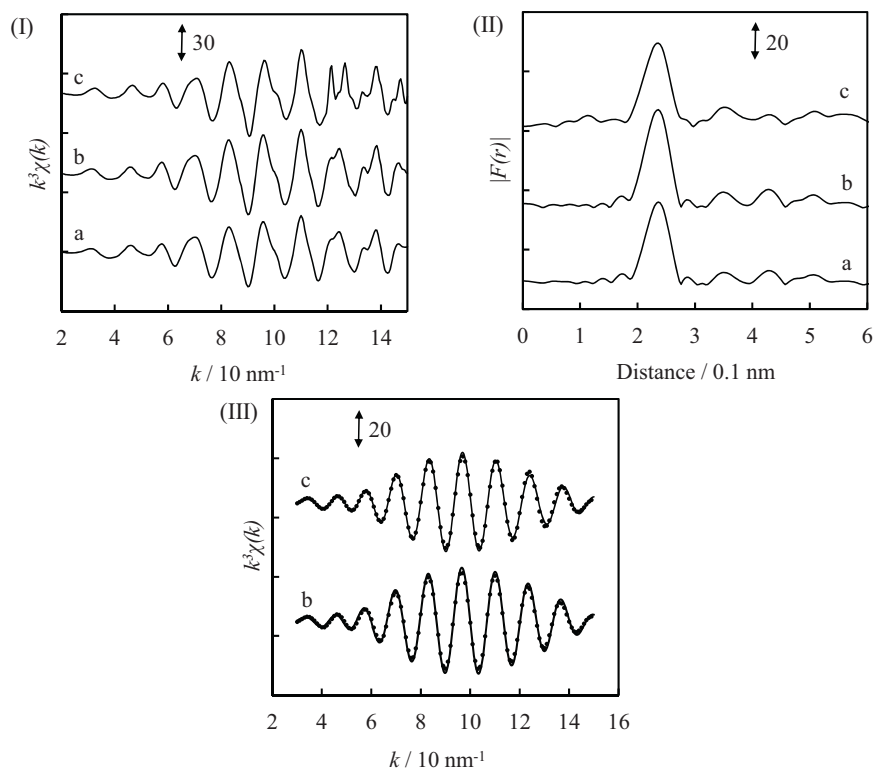 (I)
30
c
b
a
k³χ(k)
2 4 6 8 10 12 14
k / 10 nm⁻¹
(II)
20
c
b
a
|F(r)|
0 1 2 3 4 5 6
Distance / 0.1 nm
(III)
20
c
b
k³χ(k)
2 4 6 8 10 12 14 16
k / 10 nm⁻¹